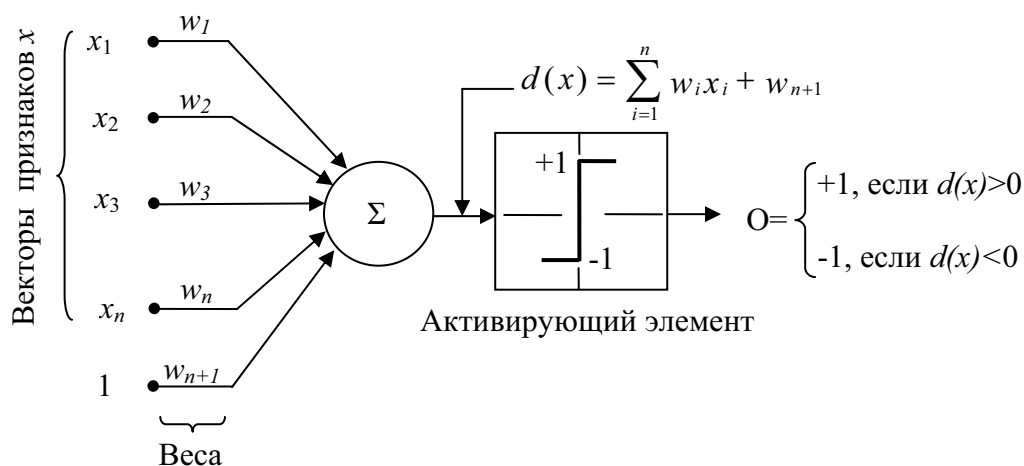 Векторы признаков x
x₁
w₁
x₂
w₂
x₃
w₃
xₙ
wₙ
1
wₙ₊₁
Веса
Σ
d(x) = ∑ᵢ₌₁ⁿ wᵢxᵢ + wₙ₊₁
+1
-1
Активирующий элемент
O=
+1, если d(x)>0
-1, если d(x)<0